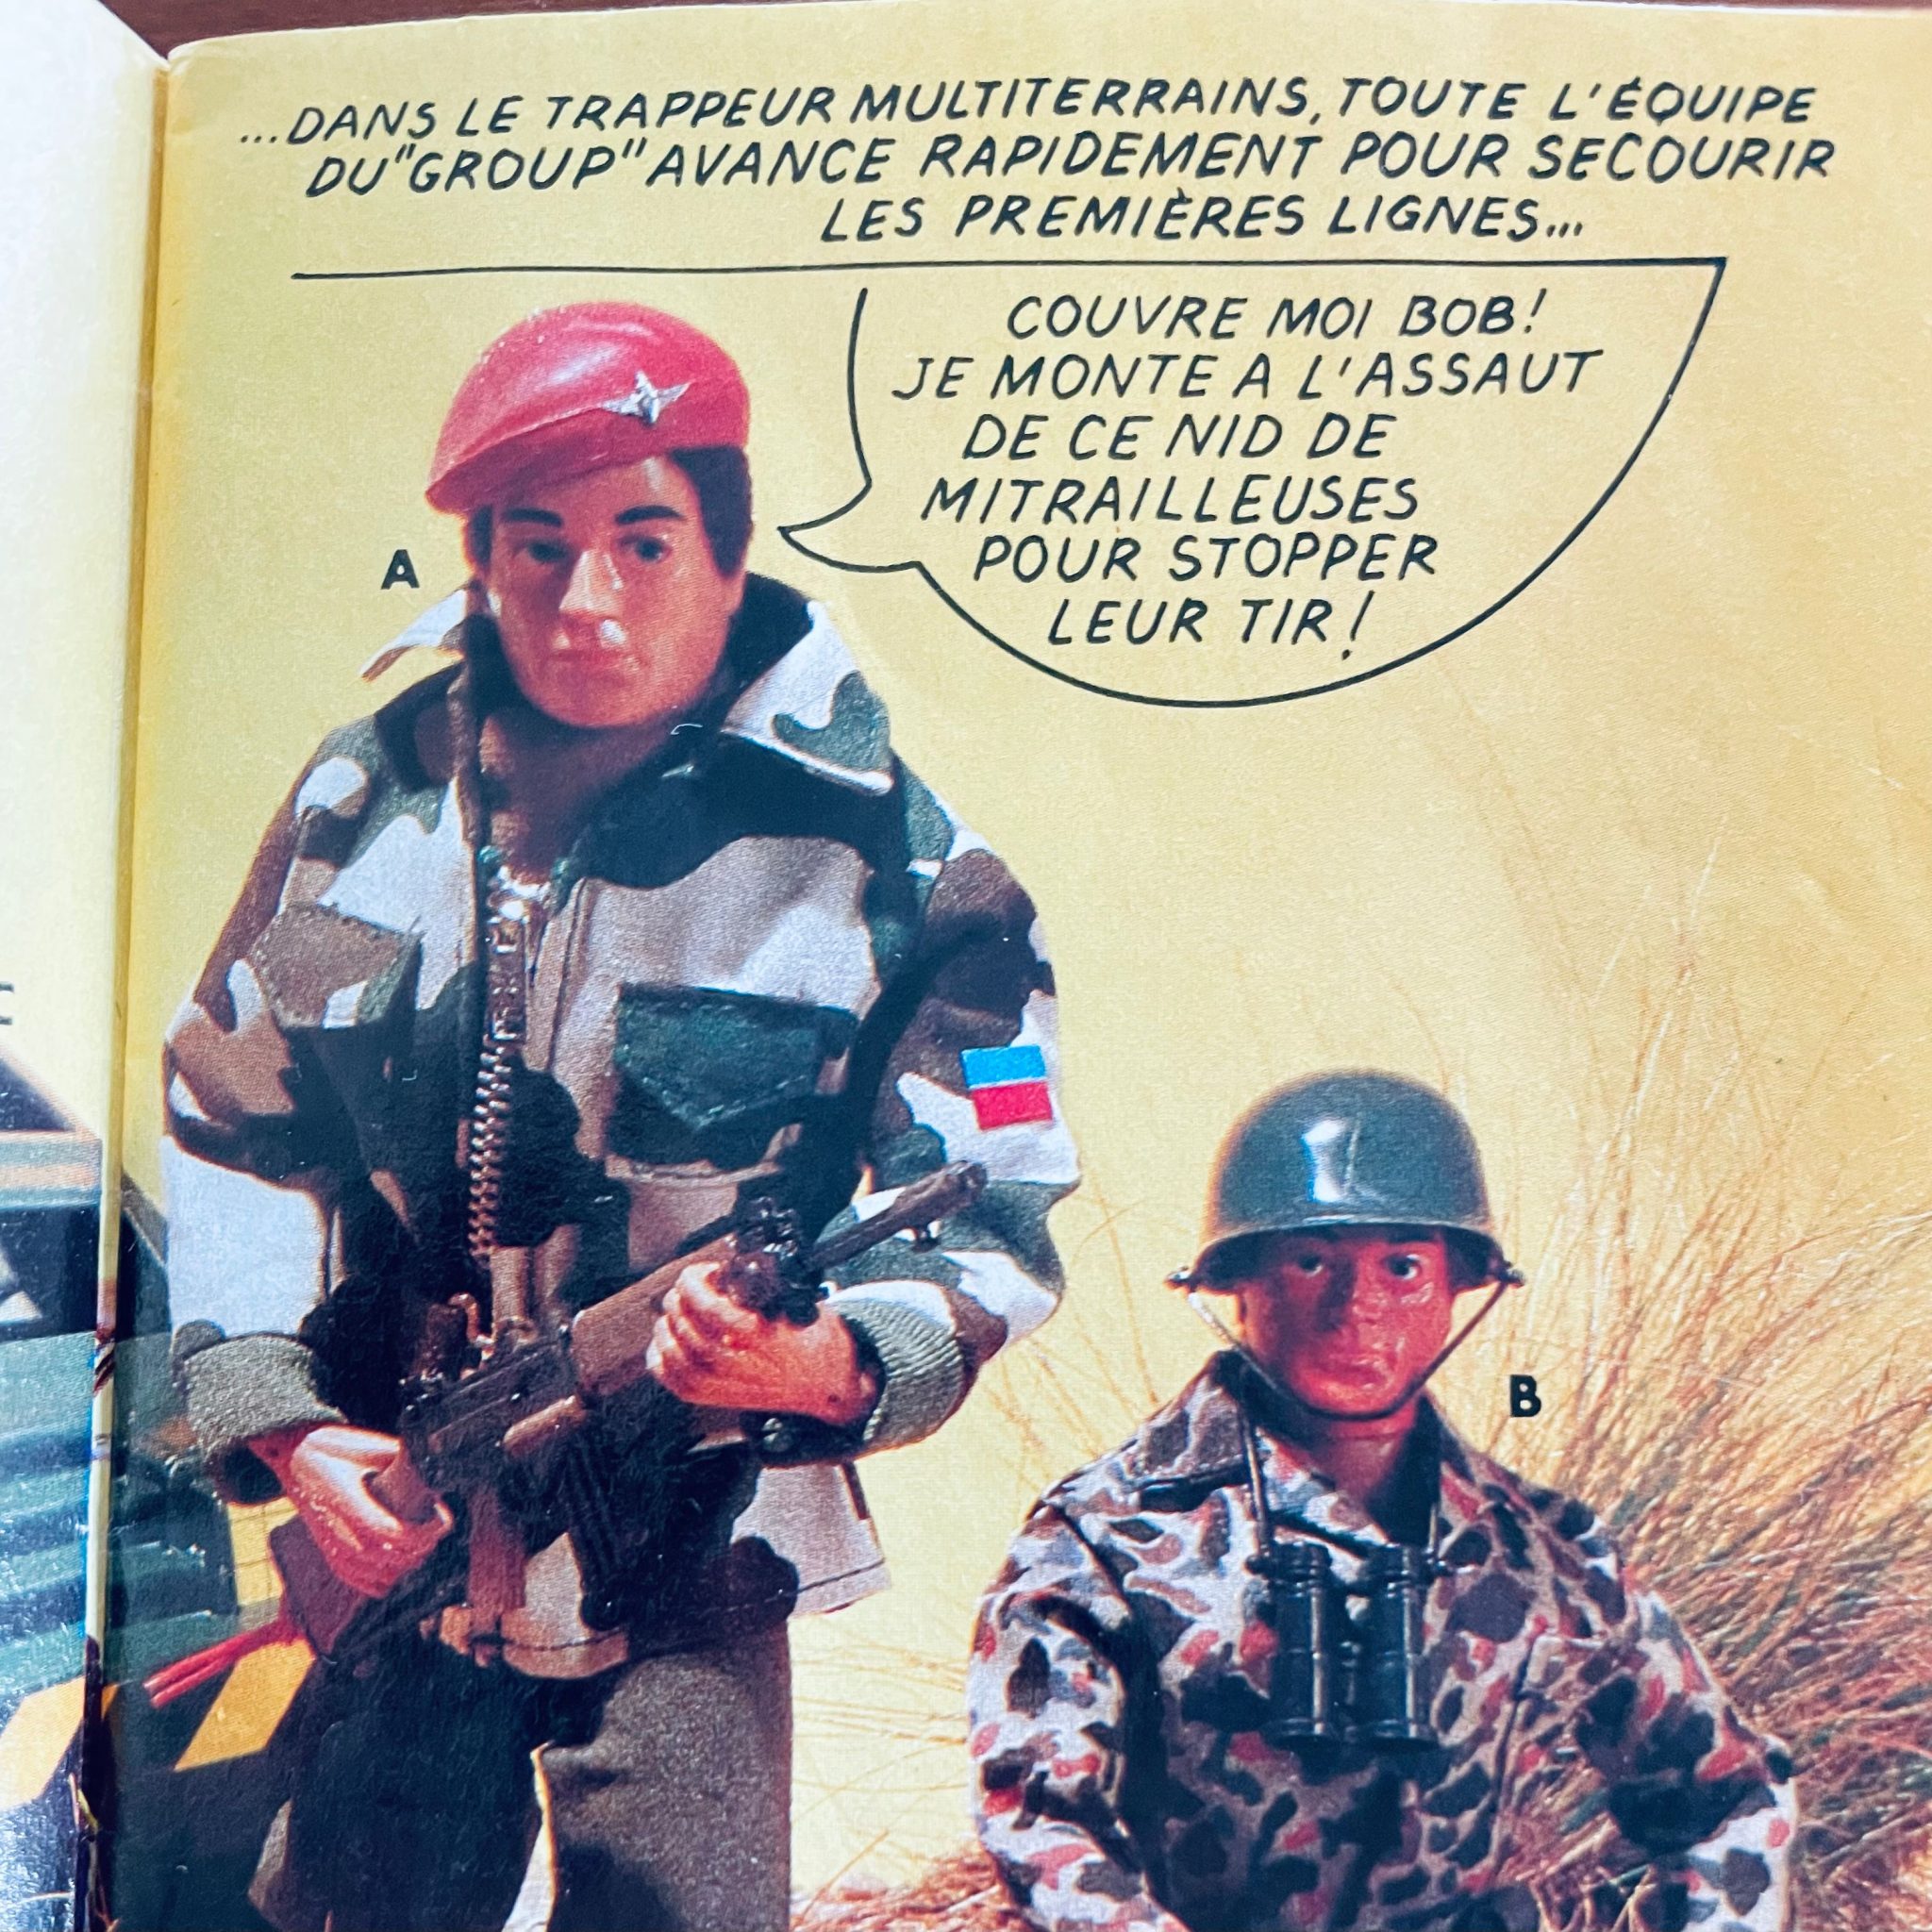 ...DANS LE TRAPPEUR MULTITERRAINS, TOUTE L'ÉQUIPE
DU "GROUP" AVANCE RAPIDEMENT POUR SECOURIR
LES PREMIÈRES LIGNES...
COUVRE MOI BOB!
JE MONTE A L'ASSAUT
DE CE NID DE
MITRAILLEUSES
POUR STOPPER
LEUR TIR!
A
B